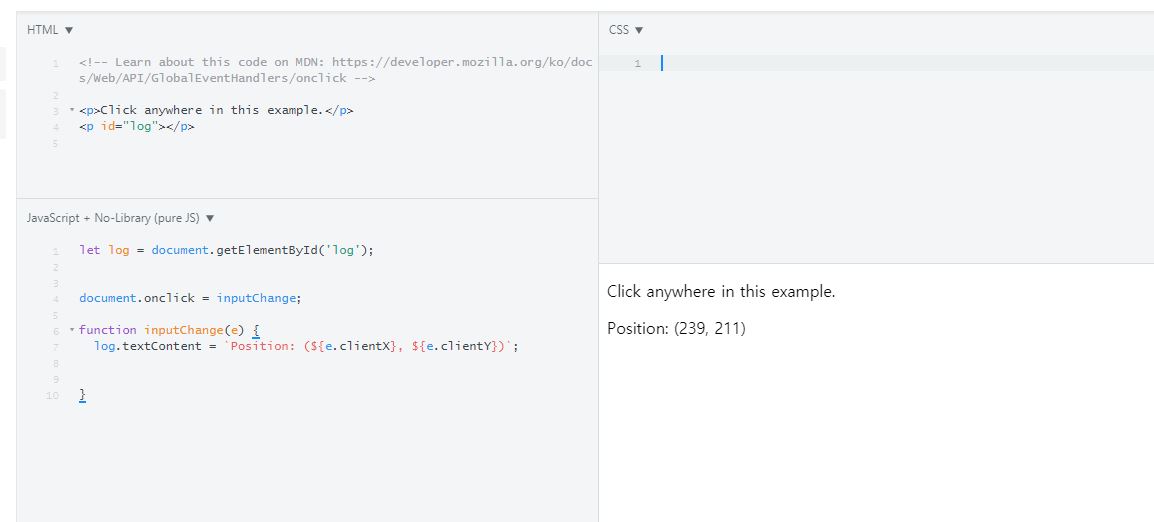 HTML ▼
1 <!-- Learn about this code on MDN: https://developer.mozilla.org/ko/doc
s/Web/API/GlobalEventHandlers/onclick -->
2
3 <p>Click anywhere in this example.</p>
4 <p id="log"></p>
5
JavaScript + No-Library (pure JS) ▼
1 let log = document.getElementById('log');
2
3
4 document.onclick = inputChange;
5
6 function inputChange(e) {
7   log.textContent = `Position: (${e.clientX}, ${e.clientY})`;
8
9
10 }
CSS ▼
1
Click anywhere in this example.
Position: (239, 211)